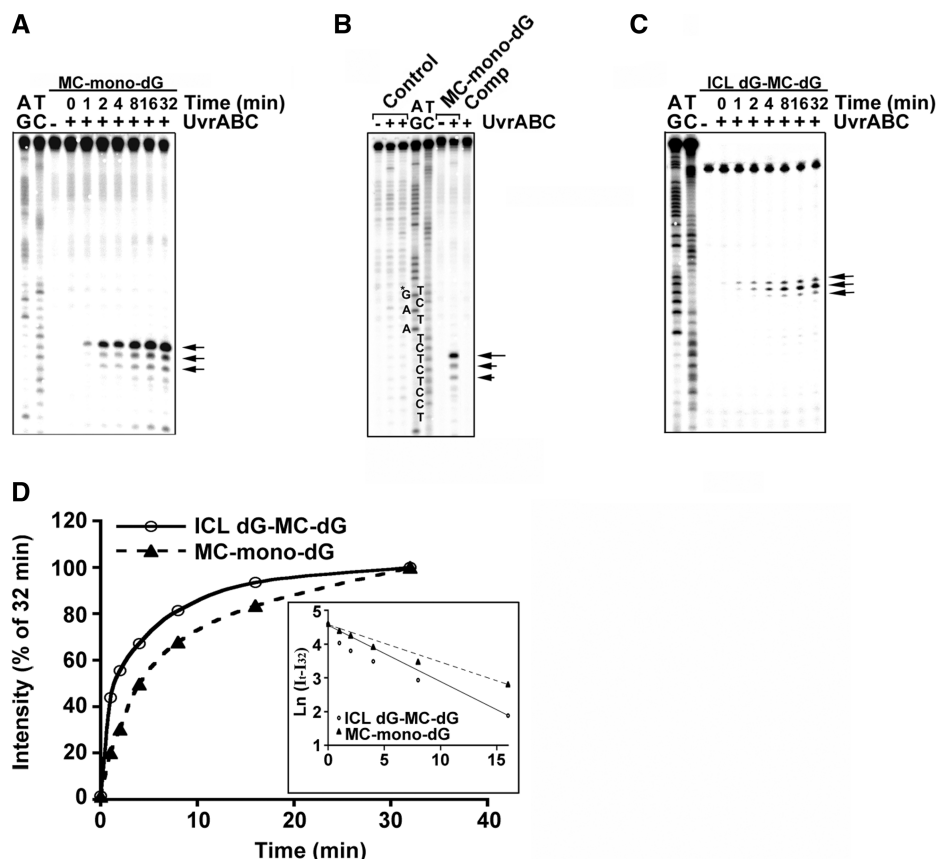 A
MC-mono-dG
A T 0 1 2 4 8 16 32 Time (min)
G C - + + + + + + + UvrABC
B
Control
MC-mono-dG
Comp
A T
- + + G C - + + UvrABC
*
G
A
A
T
C
T
T
C
T
C
T
C
C
T
C
ICL dG-MC-dG
A T - 0 1 2 4 8 16 32 Time (min)
G C - + + + + + + + UvrABC
D
ICL dG-MC-dG
MC-mono-dG
Intensity (% of 32 min)
120
100
80
60
40
20
0
0 10 20 30 40
Time (min)
Ln (It-I32)
5
4
3
2
1
ICL dG-MC-dG
MC-mono-dG
0 5 10 15